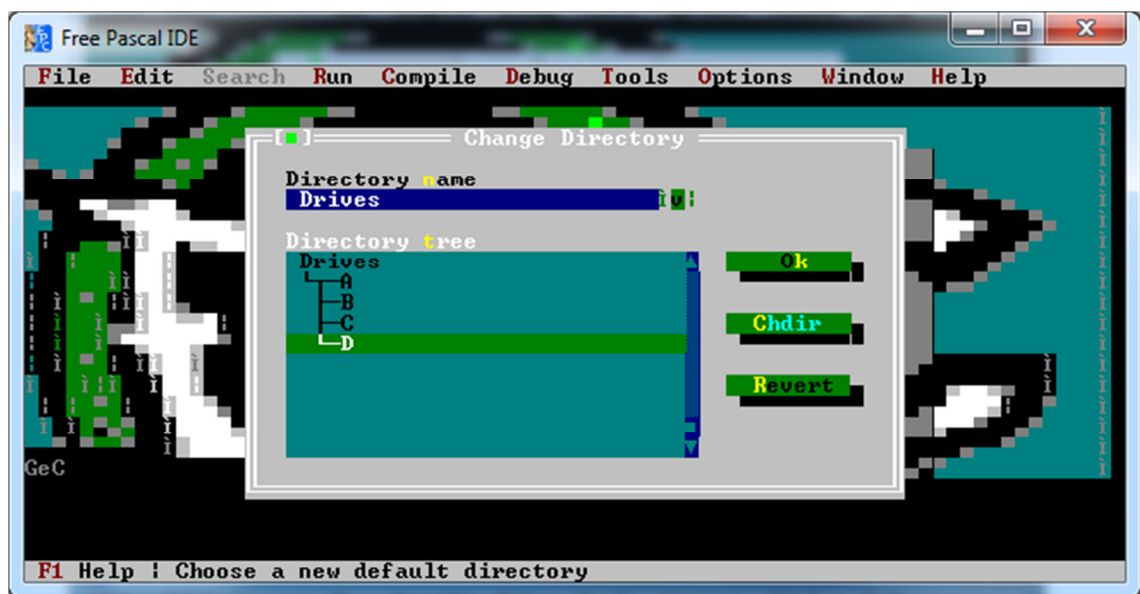 Free Pascal IDE
File Edit Search Run Compile Debug Tools Options Window Help
Change Directory
Directory name
Drives
Directory tree
Drives
A
B
C
D
Ok
Chdir
Revert
GeC
F1 Help ¦ Choose a new default directory